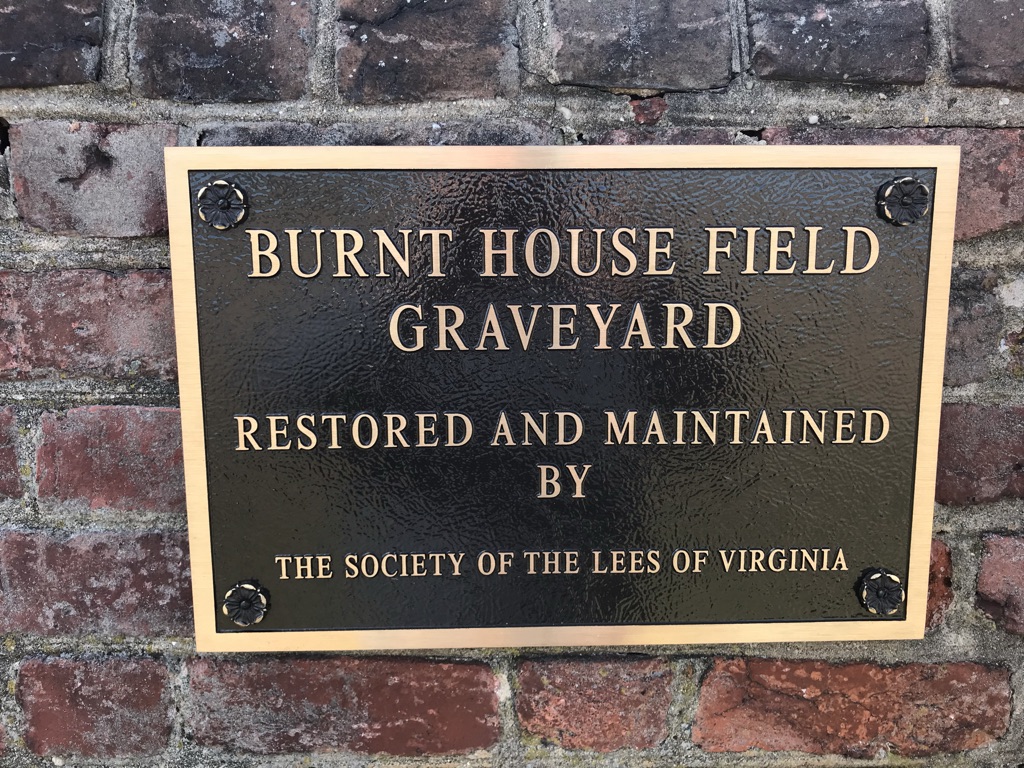 BURNT HOUSE FIELD
GRAVEYARD
RESTORED AND MAINTAINED
BY
THE SOCIETY OF THE LEES OF VIRGINIA